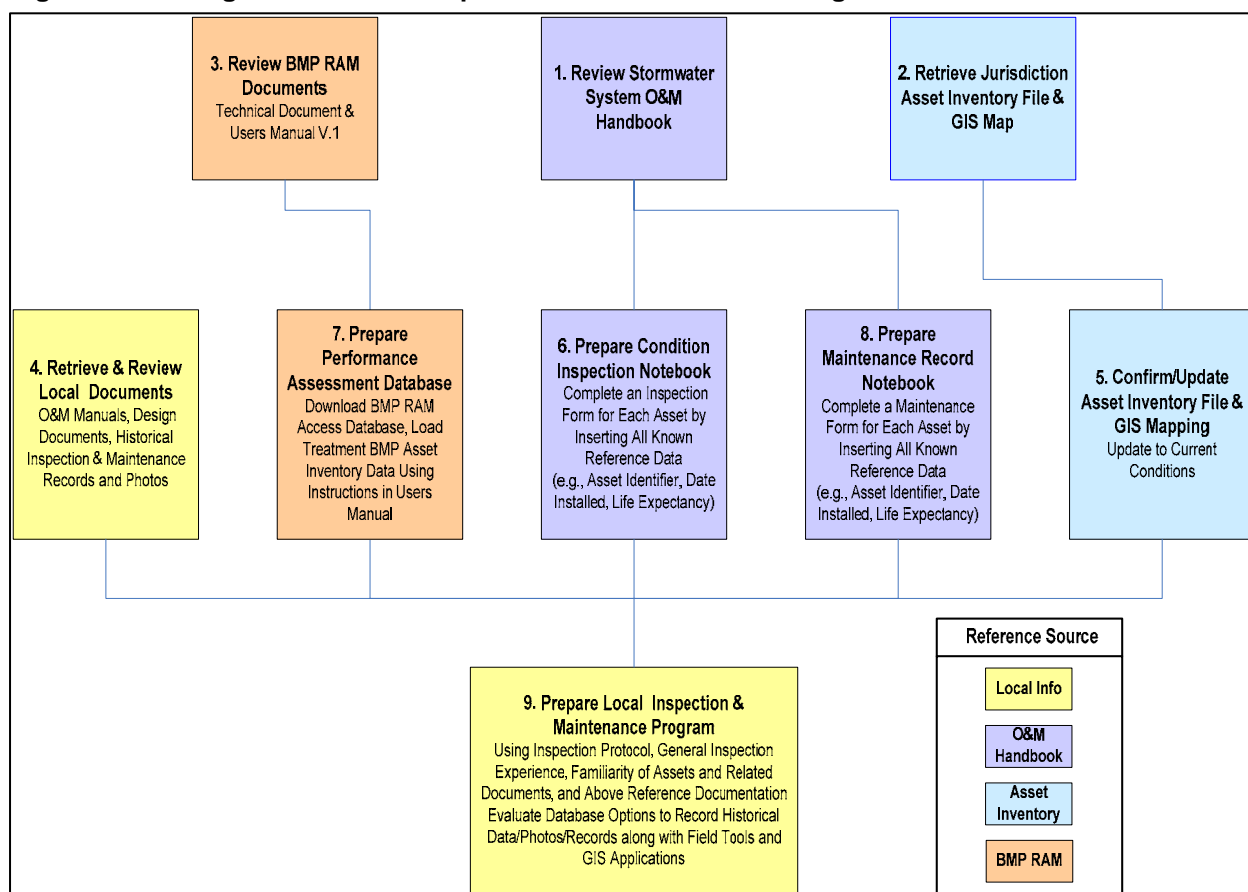 3. Review BMP RAM
Documents
Technical Document &
Users Manual V.1
1. Review Stormwater
System O&M
Handbook
2. Retrieve Jurisdiction
Asset Inventory File &
GIS Map
4. Retrieve & Review
Local Documents
O&M Manuals, Design
Documents, Historical
Inspection & Maintenance
Records and Photos
7. Prepare
Performance
Assessment Database
Download BMP RAM
Access Database, Load
Treatment BMP Asset
Inventory Data Using
Instructions in Users
Manual
6. Prepare Condition
Inspection Notebook
Complete an Inspection
Form for Each Asset by
Inserting All Known
Reference Data
(e.g., Asset Identifier, Date
Installed, Life Expectancy)
8. Prepare
Maintenance Record
Notebook
Complete a Maintenance
Form for Each Asset by
Inserting All Known
Reference Data
(e.g., Asset Identifier, Date
Installed, Life Expectancy)
5. Confirm/Update
Asset Inventory File &
GIS Mapping
Update to Current
Conditions
9. Prepare Local Inspection &
Maintenance Program
Using Inspection Protocol, General Inspection
Experience, Familiarity of Assets and Related
Documents, and Above Reference Documentation
Evaluate Database Options to Record Historical
Data/Photos/Records along with Field Tools and
GIS Applications
Reference Source
Local Info
O&M
Handbook
Asset
Inventory
BMP RAM